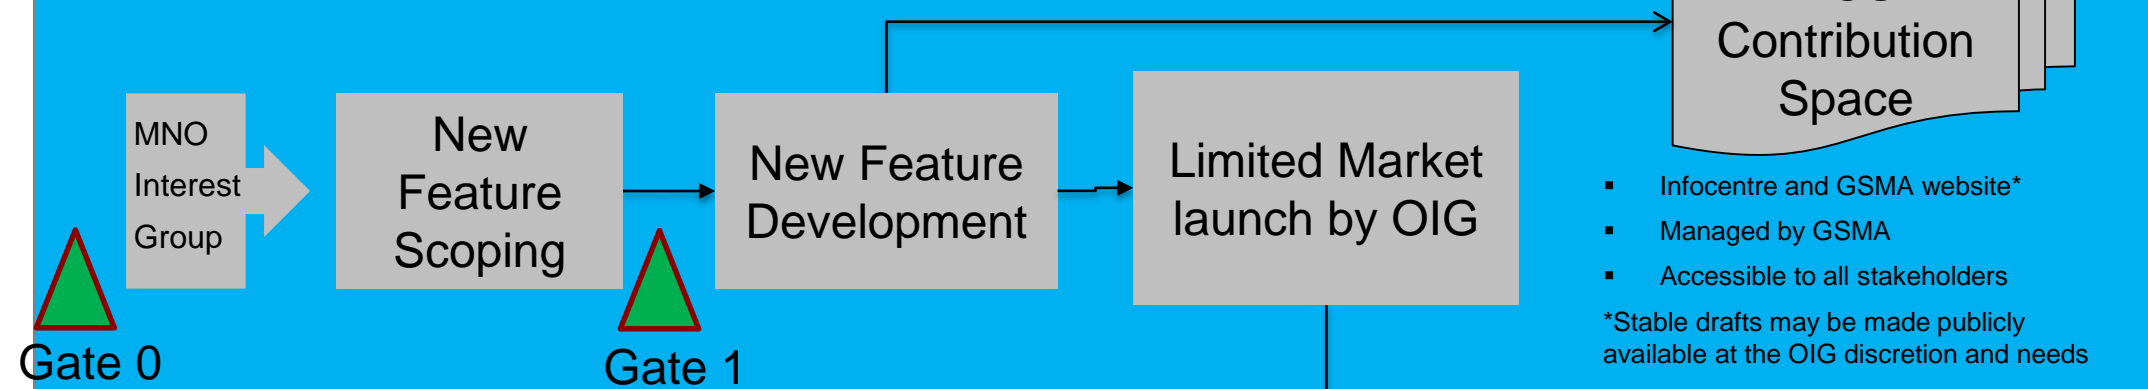 Contribution
Space
MNO
Interest
Group
New
Feature
Scoping
New Feature
Development
Limited Market
launch by OIG
▪ Infocentre and GSMA website*
▪ Managed by GSMA
▪ Accessible to all stakeholders
*Stable drafts may be made publicly
available at the OIG discretion and needs
Gate 0
Gate 1